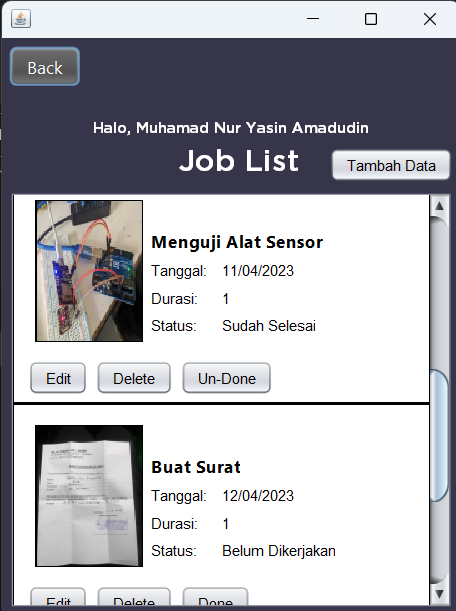 Back
Halo, Muhamad Nur Yasin Amadudin
Job List
Tambah Data
Menguji Alat Sensor
Tanggal: 11/04/2023
Durasi: 1
Status: Sudah Selesai
Edit Delete Un-Done
Buat Surat
Tanggal: 12/04/2023
Durasi: 1
Status: Belum Dikerjakan
Edit Delete Done